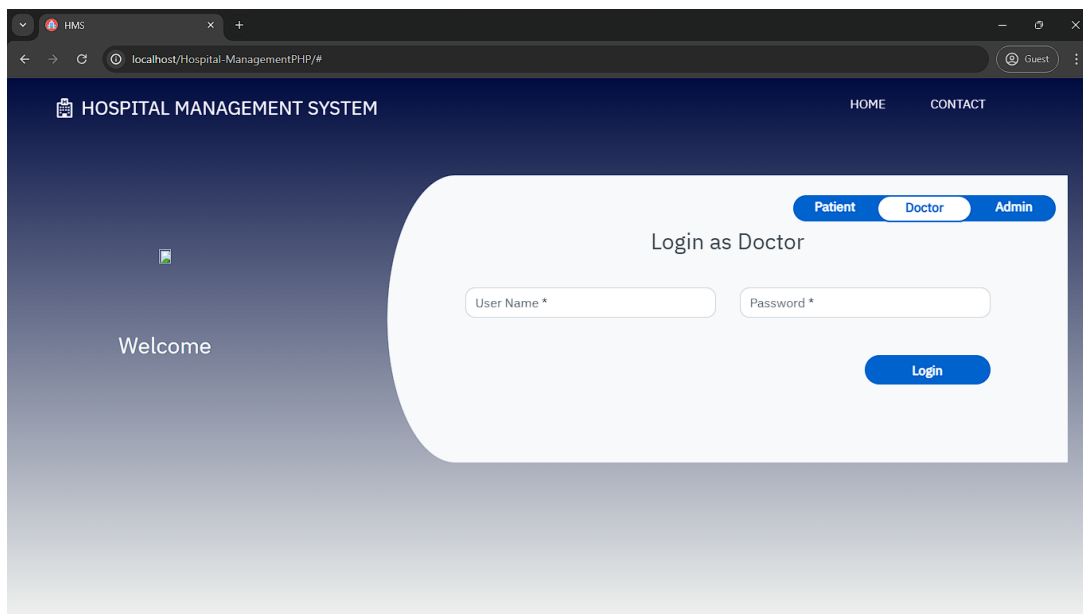 HMS
localhost/Hospital-ManagementPHP/#
Guest
HOSPITAL MANAGEMENT SYSTEM
HOME CONTACT
Patient Doctor Admin
Login as Doctor
User Name * Password *
Welcome
Login